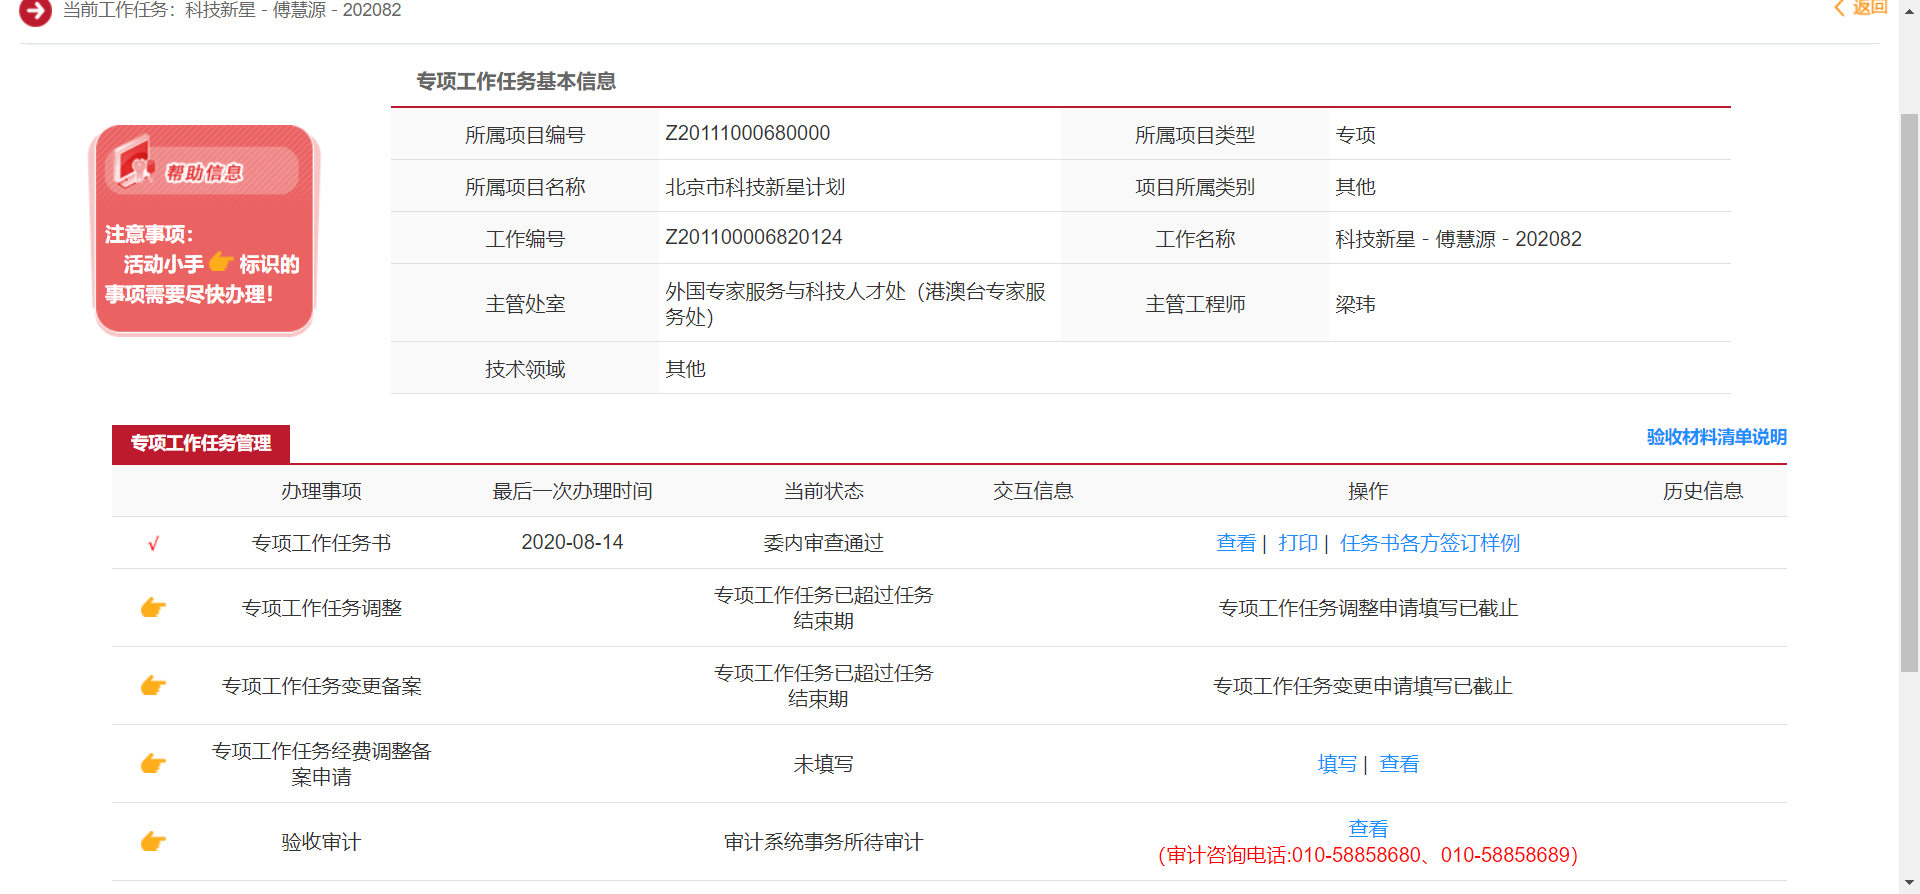 当前工作任务：科技新星－傅慧源－202082
返回
专项工作任务基本信息
所属项目编号 Z20111000680000 所属项目类型 专项
所属项目名称 北京市科技新星计划 项目所属类别 其他
工作编号 Z201100006820124 工作名称 科技新星－傅慧源－202082
主管处室 外国专家服务与科技人才处（港澳台专家服
务处） 主管工程师 梁玮
技术领域 其他
帮助信息
注意事项：
活动小手 标识的
事项需要尽快办理！
专项工作任务管理
验收材料清单说明
办理事项 最后一次办理时间 当前状态 交互信息 操作 历史信息
√ 专项工作任务书 2020-08-14 委内审查通过 查看 | 打印 | 任务书各方签订样例
专项工作任务调整 专项工作任务已超过任务
结束期 专项工作任务调整申请填写已截止
专项工作任务变更备案 专项工作任务已超过任务
结束期 专项工作任务变更申请填写已截止
专项工作任务经费调整备
案申请 未填写 填写 | 查看
验收审计 审计系统事务所待审计 查看
（审计咨询电话:010-58858680、010-58858689）